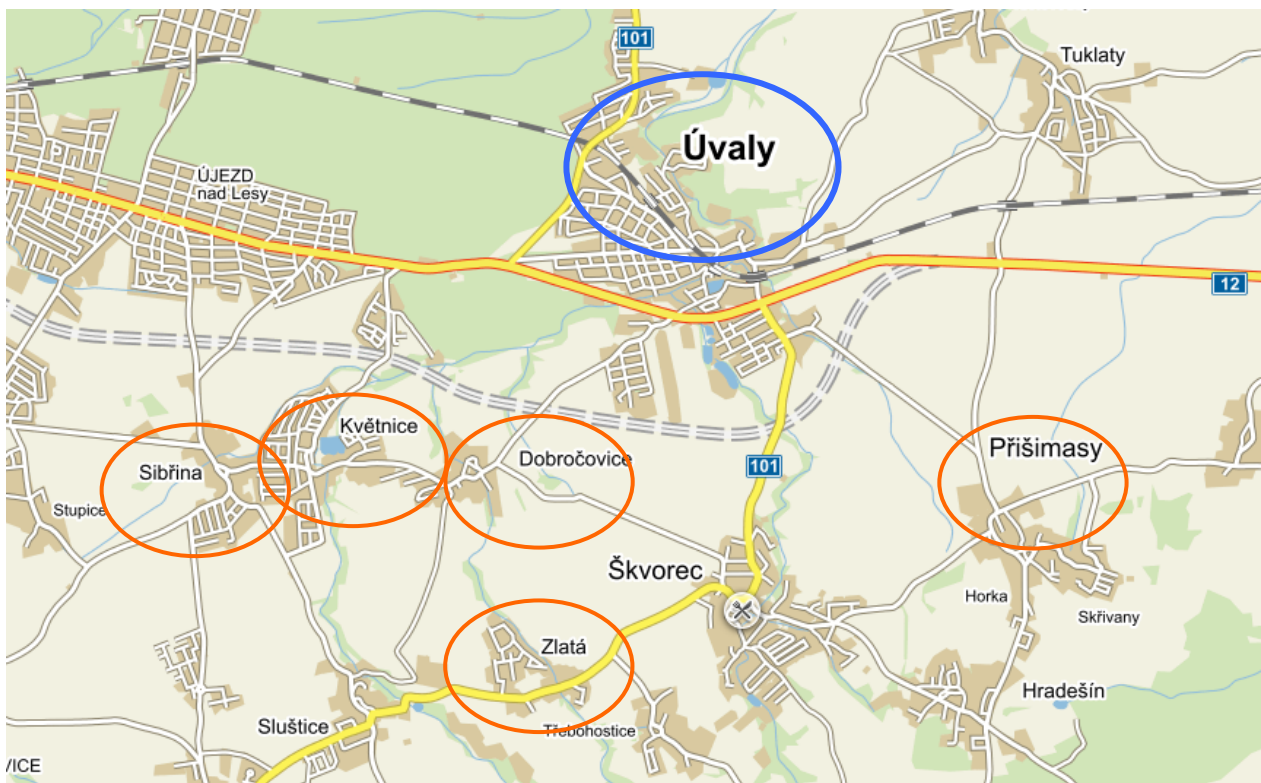 101
Tuklaty
Úvaly
ÚJEZD
nad Lesy
12
Květnice
Dobročovice
Přišimasy
Sibřina
101
Stupice
Škvorec
Horka
Skřivany
Zlatá
Hradešín
Sluštice
Třebohostice
VICE